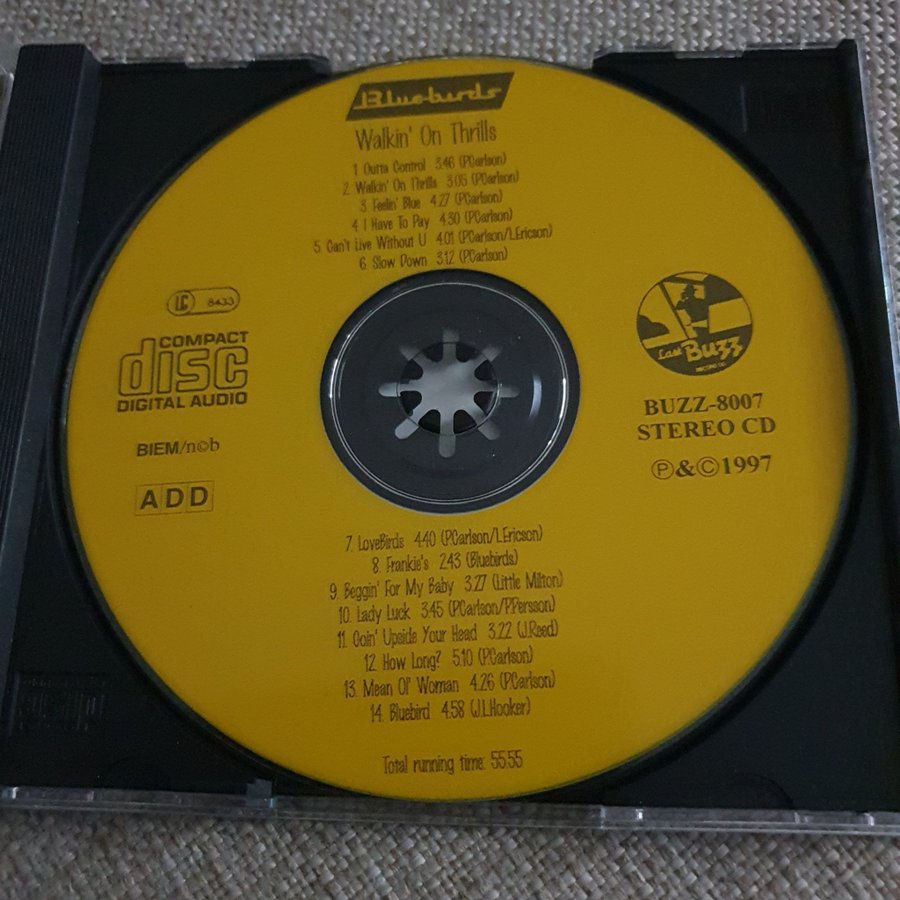 Bluebirds
Walkin' On Thrills
1. Outta Control 3.46 (P.Carlson)
2. Walkin' On Thrills 3.05 (P.Carlson)
3. Feelin' Blue 4.27 (P.Carlson)
4. I Have To Pay 4.30 (P.Carlson)
5. Can't Live Without U 4.01 (P.Carlson/L.Ericson)
6. Slow Down 3.12 (P.Carlson)
LC 8433
COMPACT
disc
DIGITAL AUDIO
BIEM/n©b
ADD
Last Buzz
BUZZ-8007
STEREO CD
Ⓟ&©1997
7. LoveBirds 4.40 (P.Carlson/L.Ericson)
8. Frankie's 2.43 (Bluebirds)
9. Beggin' For My Baby 3.27 (Little Milton)
10. Lady Luck 3.45 (P.Carlson/P.Persson)
11. Goin' Upside Your Head 3.22 (J.Reed)
12. How Long? 5.10 (P.Carlson)
13. Mean Ol' Woman 4.26 (P.Carlson)
14. Bluebird 4.58 (J.L.Hooker)
Total running time: 55.55